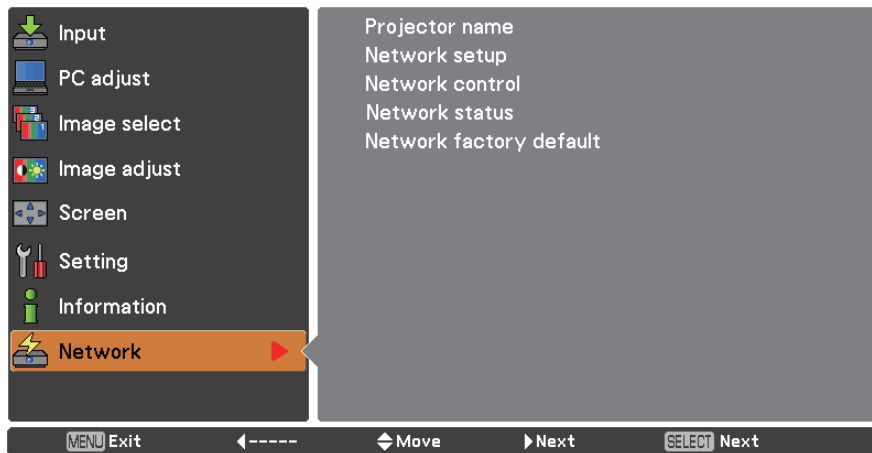 Input
PC adjust
Image select
Image adjust
Screen
Setting
Information
Network
Projector name
Network setup
Network control
Network status
Network factory default
MENU Exit ◀----- Move ▶Next SELECT Next